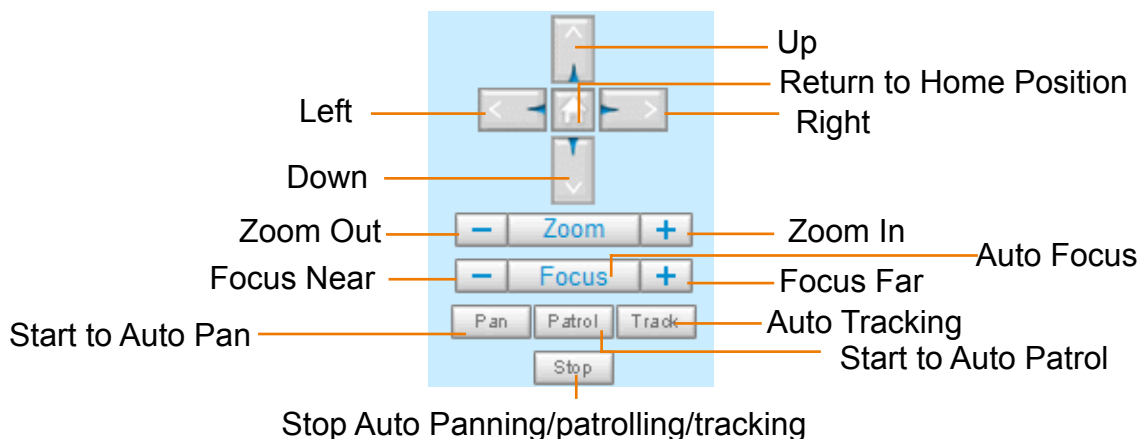 Up
Return to Home Position
Left
Right
Down
Zoom Out
Zoom
Zoom In
Auto Focus
Focus Near
Focus
Focus Far
Pan
Patrol
Track
Auto Tracking
Start to Auto Pan
Start to Auto Patrol
Stop
Stop Auto Panning/patrolling/tracking